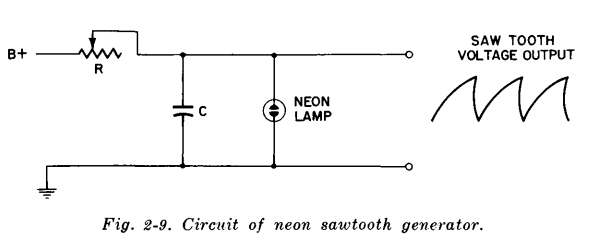 SAW TOOTH
VOLTAGE OUTPUT
B+
R
C
NEON
LAMP
Fig. 2-9. Circuit of neon sawtooth generator.